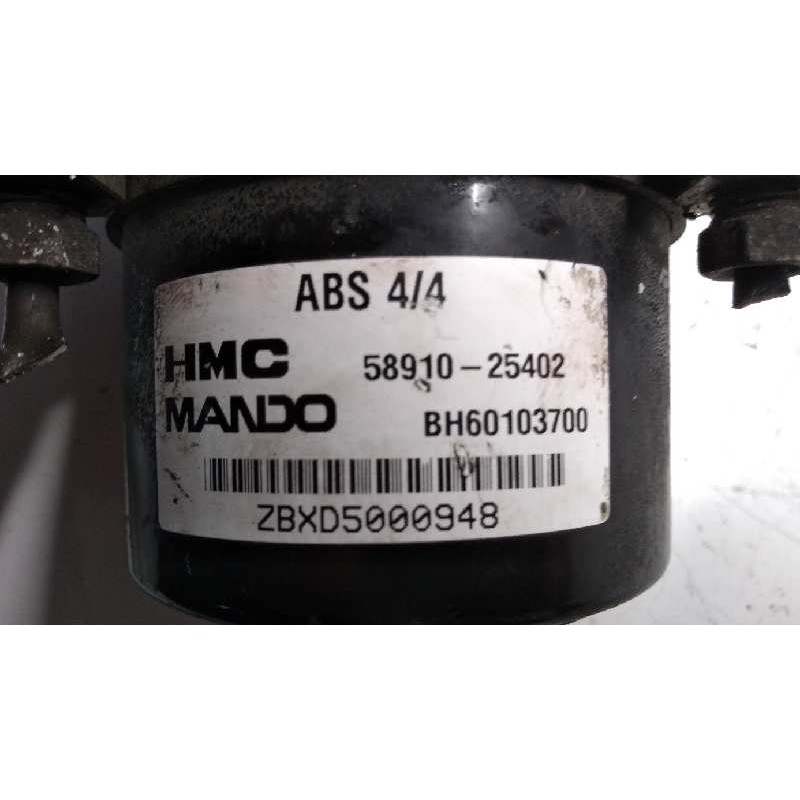 ABS 4/4
HMC 58910-25402
MANDO BH60103700
ZBXD5000948